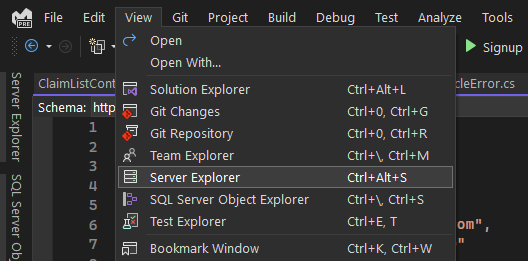 PRE
File
Edit
View
Git
Project
Build
Debug
Test
Analyze
Tools
Signup
Open
Open With...
Solution Explorer Ctrl+Alt+L
Git Changes Ctrl+0, Ctrl+G
Git Repository Ctrl+0, Ctrl+R
Team Explorer Ctrl+\, Ctrl+M
Server Explorer Ctrl+Alt+S
SQL Server Object Explorer Ctrl+\, Ctrl+S
Test Explorer Ctrl+E, T
Bookmark Window Ctrl+K, Ctrl+W
Server Explorer
SQL Server Ob
ClaimListCont
cleError.cs
Schema: http
1
2
3
4
5
6 om",
7 "